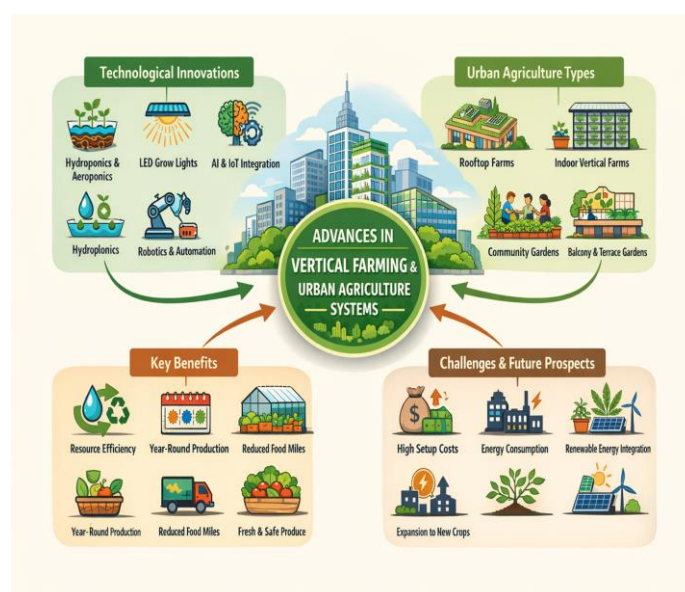 Technological Innovations
Hydroponics &
Aeroponics
LED Grow Lights
AI & IoT Integration
Hydroplonics
Robotics & Automation
Urban Agriculture Types
Rooftop Farms
Indoor Vertical Farms
Community Gardens
Balcony & Terrace Gardens
ADVANCES IN
VERTICAL FARMING &
URBAN AGRICULTURE
SYSTEMS
Key Benefits
Resource Efficiency
Year-Round Production
Reduced Food Miles
Year-Round Production
Reduced Food Miles
Fresh & Safe Produce
Challenges & Future Prospects
$
High Setup Costs
Energy Consumption
Renewable Energy Integration
Expansion to New Crops